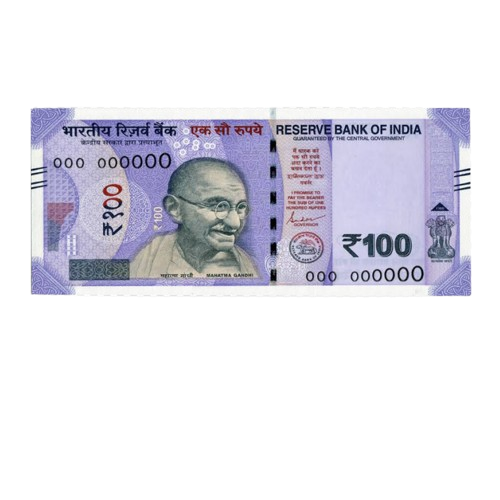 भारतीय रिज़र्व बैंक
केन्द्रीय सरकार द्वारा प्रत्याभूत
एक सौ रुपये
RESERVE BANK OF INDIA
GUARANTEED BY THE CENTRAL GOVERNMENT
000 000000
₹१००
₹100
मैं धारक को
एक सौ रुपये
अदा करने का
वचन देता हूँ।
I PROMISE TO
PAY THE BEARER
THE SUM OF ONE
HUNDRED RUPEES
GOVERNOR
₹100
महात्मा गांधी
MAHATMA GANDHI
000 000000